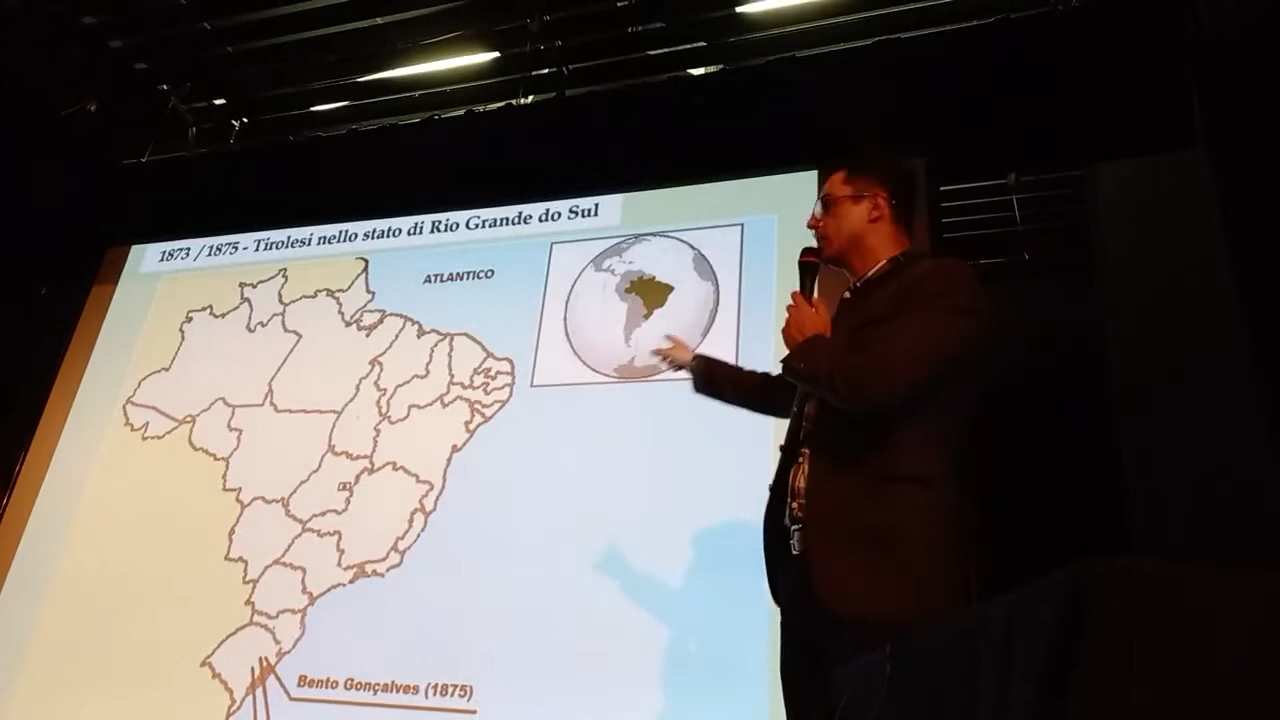 1873 / 1875 - Tirolesi nello stato di Rio Grande do Sul
ATLANTICO
Bento Gonçalves (1875)